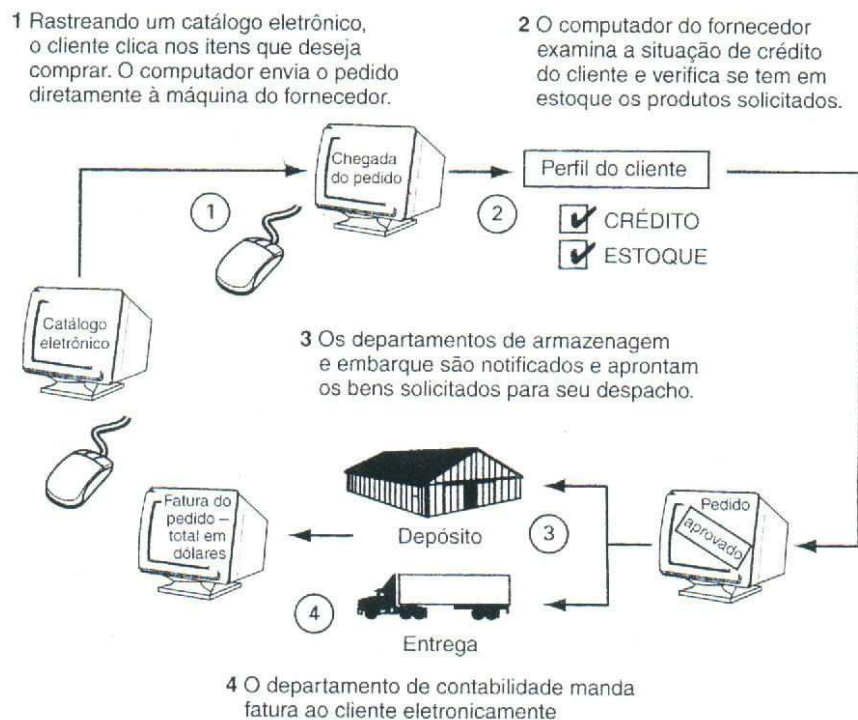 1 Rastreando um catálogo eletrônico,
o cliente clica nos itens que deseja
comprar. O computador envia o pedido
diretamente à máquina do fornecedor.
2 O computador do fornecedor
examina a situação de crédito
do cliente e verifica se tem em
estoque os produtos solicitados.
Chegada
do pedido
Perfil do cliente
1
2
CRÉDITO
ESTOQUE
Catálogo
eletrônico
3 Os departamentos de armazenagem
e embarque são notificados e aprontam
os bens solicitados para seu despacho.
Fatura do
pedido –
total em
dólares
Depósito
3
Pedido
aprovado
4
Entrega
4 O departamento de contabilidade manda
fatura ao cliente eletronicamente